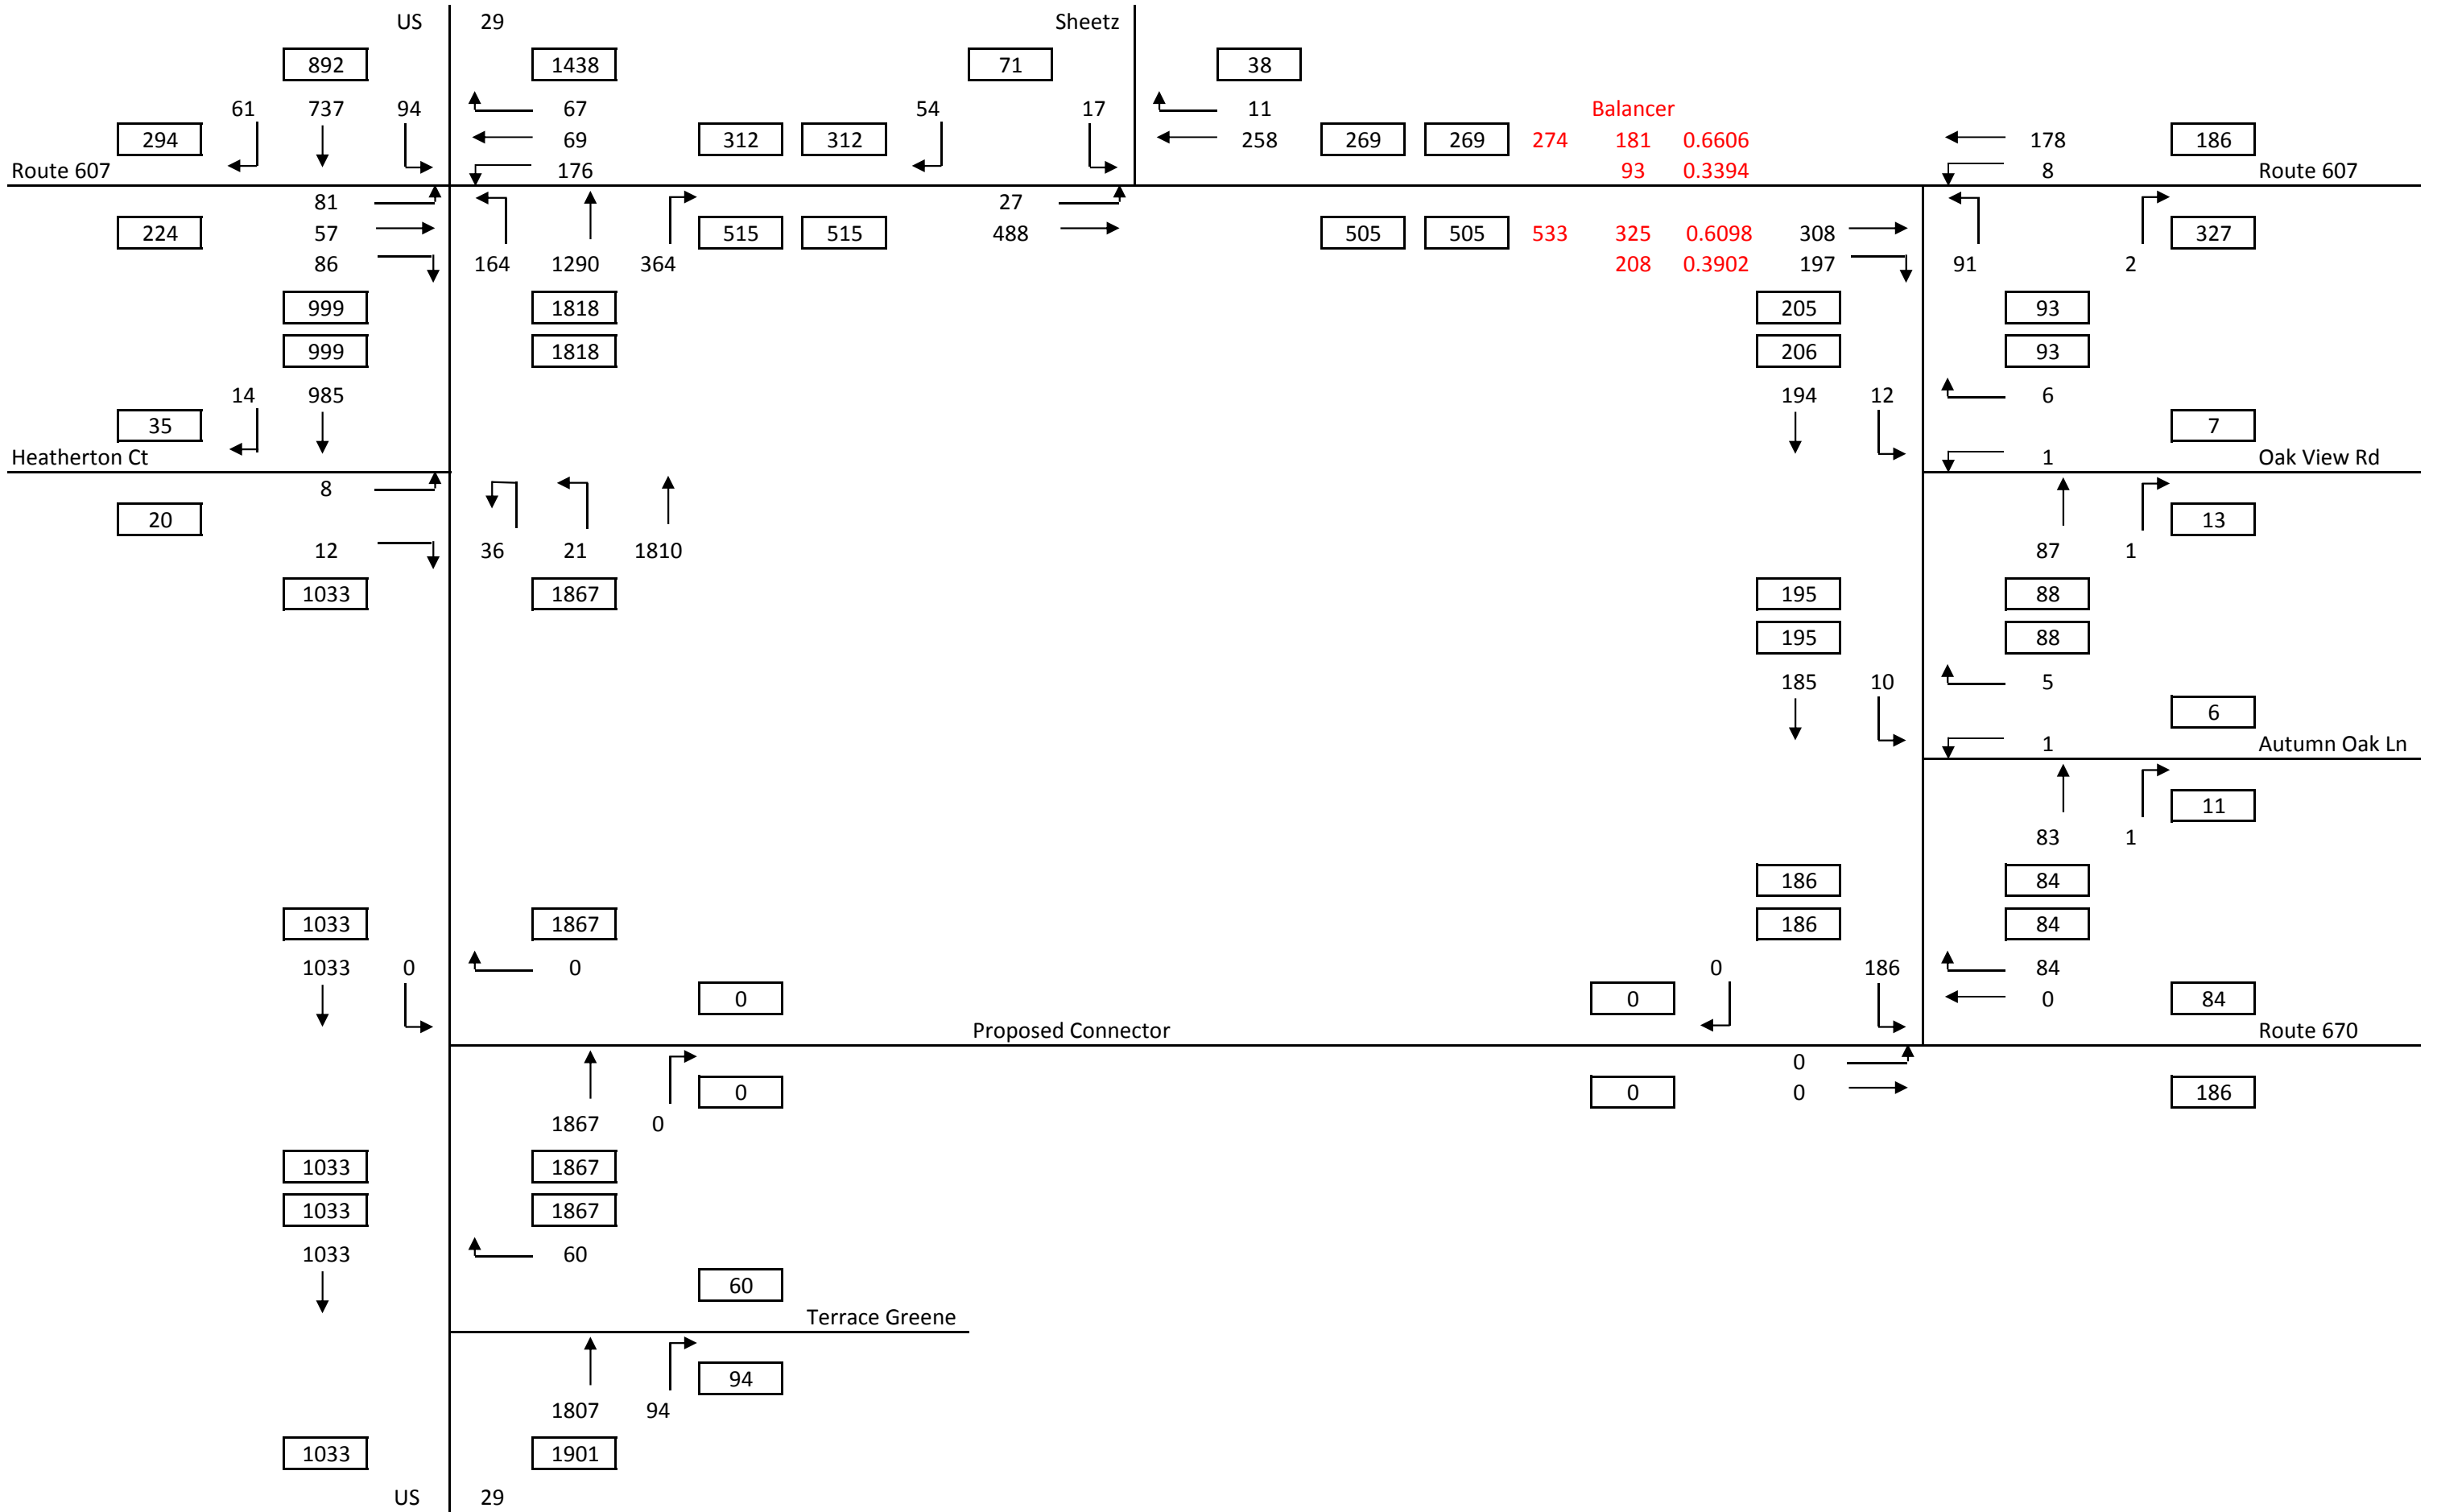 US 29 Sheetz
892 1438 71 38
61 737 94 67 54 17 11 Balancer
294 69 312 312 258 269 269 274 181 0.6606 178 186
Route 607 176 93 0.3394 8 Route 607
81 27
224 57 515 515 488 505 505 533 325 0.6098 308 327
86 164 1290 364 208 0.3902 197 91 2
999 1818 205 93
999 1818 206 93
14 985 194 12 6
35 7
Heatherton Ct 1 Oak View Rd
8
20 13
12 36 21 1810 87 1
1033 1867 195 88
195 88
185 10 5
6
1 Autumn Oak Ln
11
83 1
186 84
1033 1867 186 84
1033 0 0 0 186 84
0 0 0 84
Proposed Connector Route 670
0
0 0 0 186
1867 0
1033 1867
1033 1867
1033 60
60
Terrace Greene
94
1807 94
1033 1901
US 29